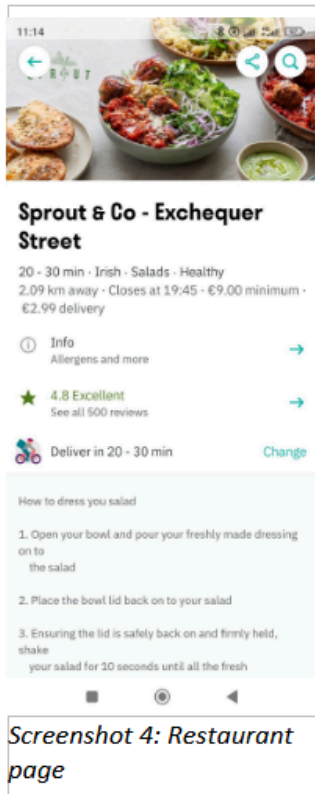 11:14
SPROUT
Sprout & Co - Exchequer
Street
20 - 30 min · Irish · Salads · Healthy
2.09 km away · Closes at 19:45 · €9.00 minimum ·
€2.99 delivery
Info
Allergens and more
4.8 Excellent
See all 500 reviews
Deliver in 20 - 30 min
Change
How to dress you salad
1. Open your bowl and pour your freshly made dressing
on to
the salad
2. Place the bowl lid back on to your salad
3. Ensuring the lid is safely back on and firmly held,
shake
your salad for 10 seconds until all the fresh
Screenshot 4: Restaurant
page